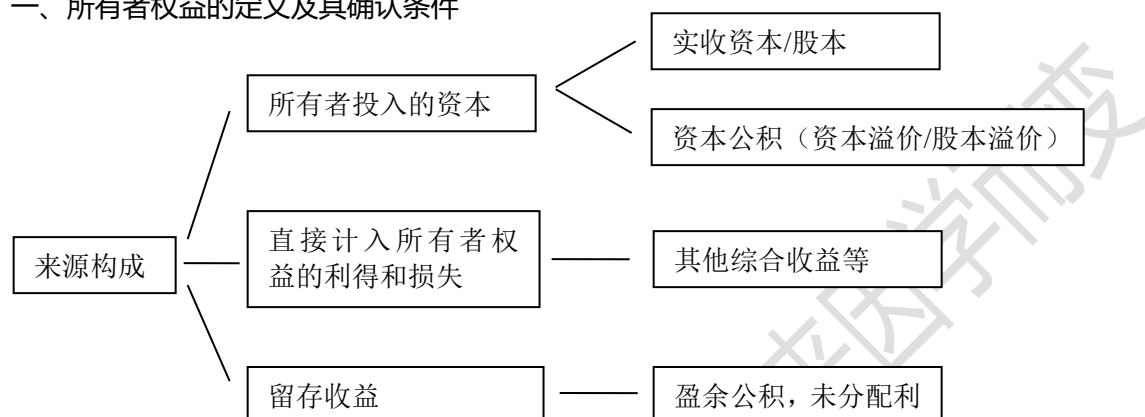 一、所有者权益的定义及其确认条件
实收资本/股本
所有者投入的资本
资本公积（资本溢价/股本溢价）
来源构成
直接计入所有者权
益的利得和损失
其他综合收益等
留存收益
盈余公积，未分配利